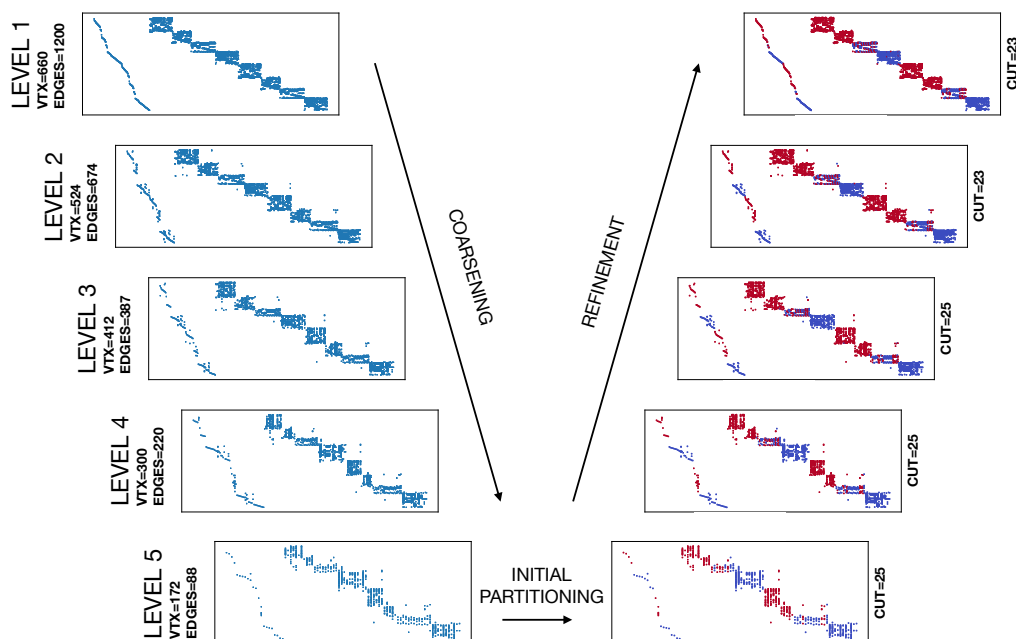 LEVEL 1
VTX=660
EDGES=1200
CUT=23
LEVEL 2
VTX=524
EDGES=674
CUT=23
COARSENING
REFINEMENT
LEVEL 3
VTX=412
EDGES=387
CUT=25
LEVEL 4
VTX=300
EDGES=220
CUT=25
LEVEL 5
VTX=172
EDGES=88
INITIAL
PARTITIONING
CUT=25